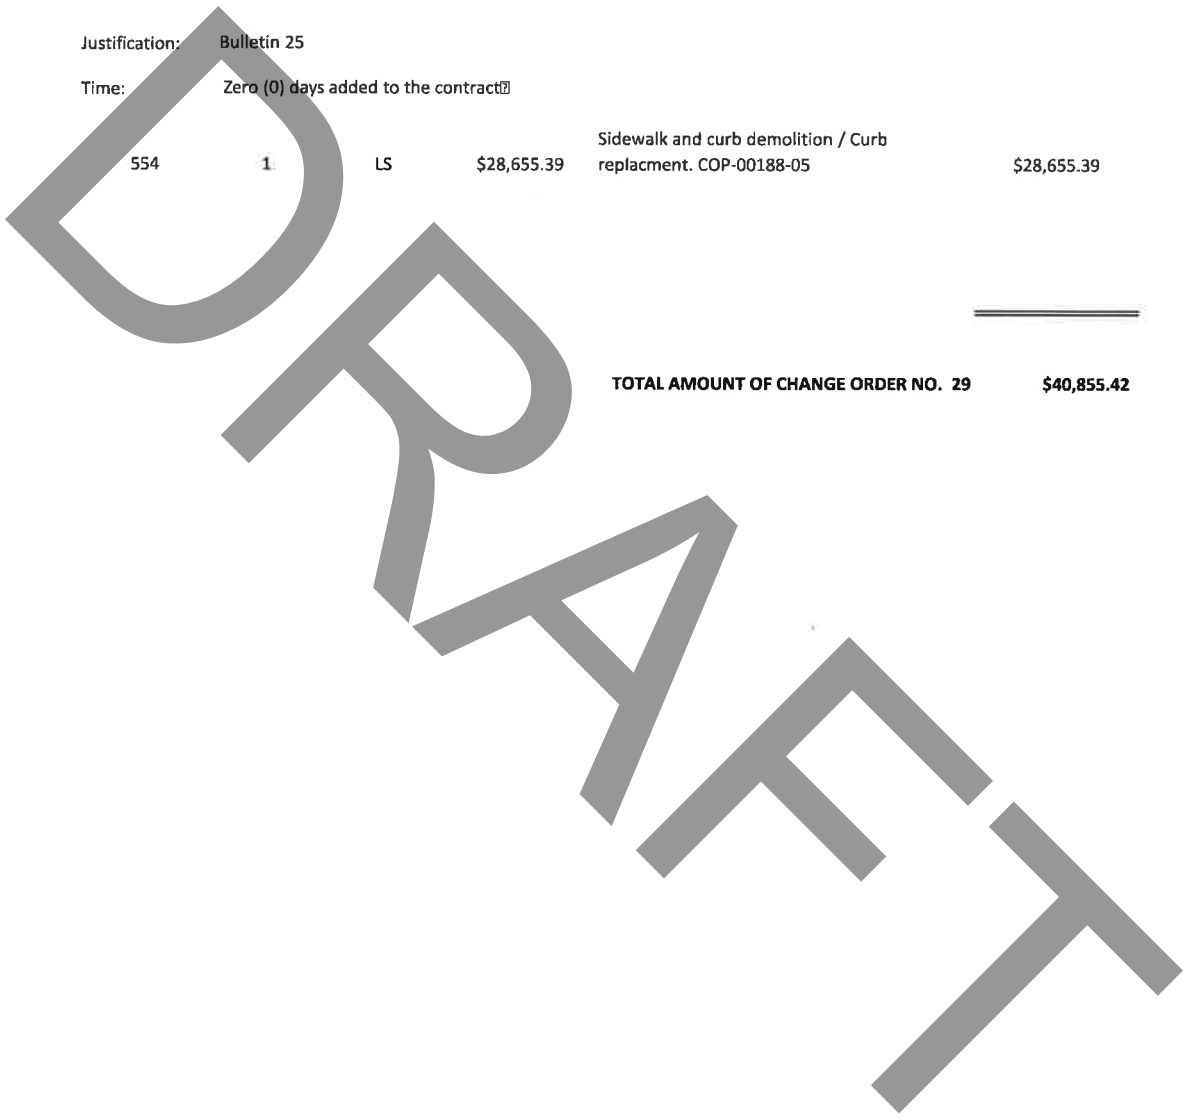 Justification: Bulletin 25
Time: Zero (0) days added to the contract⍰
Sidewalk and curb demolition / Curb
554 1 LS $28,655.39 replacment. COP-00188-05 $28,655.39
TOTAL AMOUNT OF CHANGE ORDER NO. 29 $40,855.42
DRAFT